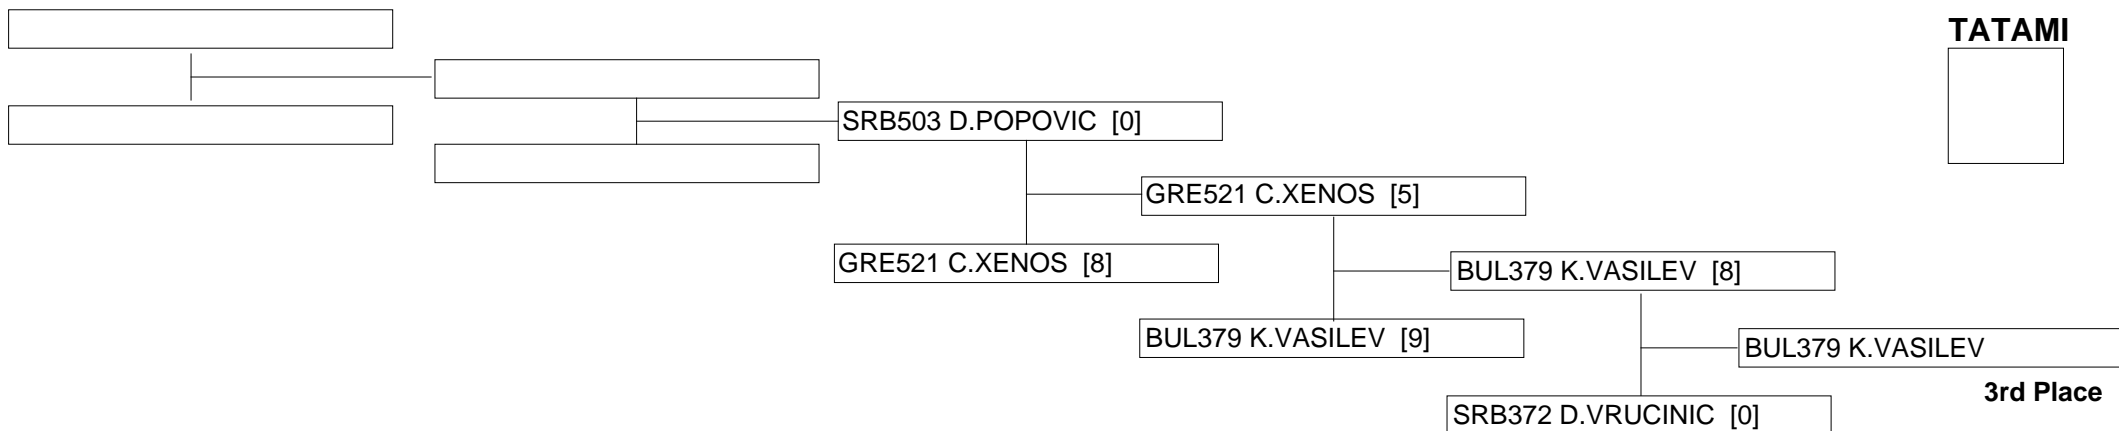 TATAMI
SRB503 D.POPOVIC [0]
GRE521 C.XENOS [5]
GRE521 C.XENOS [8]
BUL379 K.VASILEV [8]
BUL379 K.VASILEV [9]
BUL379 K.VASILEV
3rd Place
SRB372 D.VRUCINIC [0]